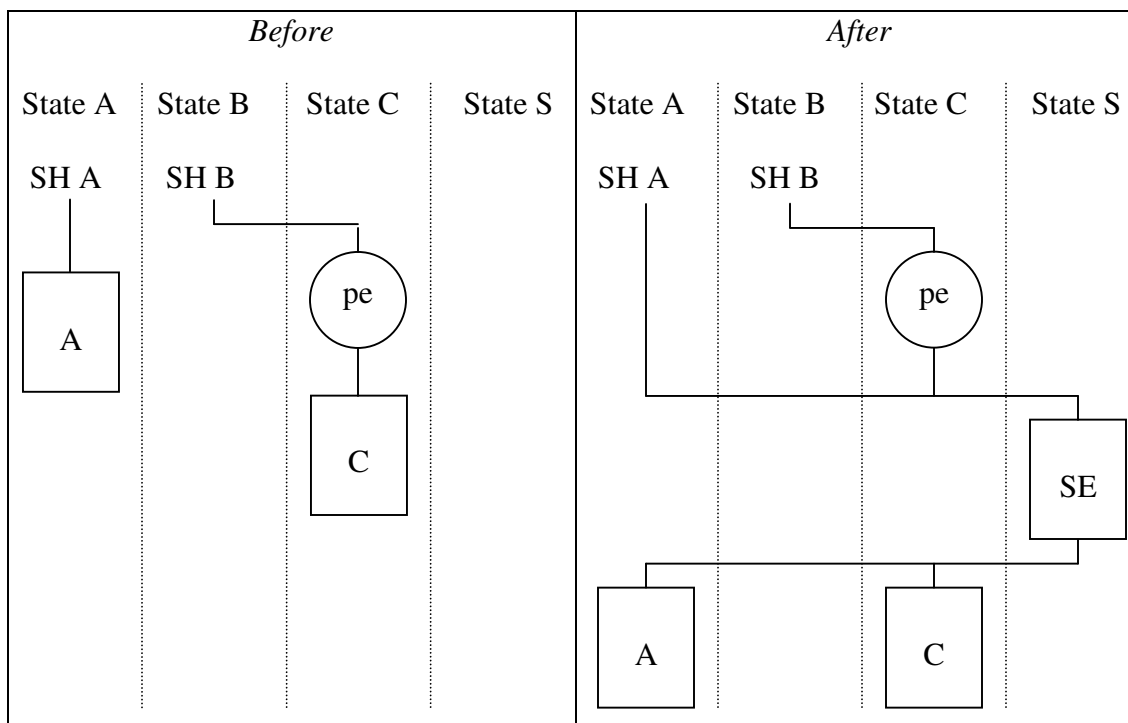 Before
State A State B State C State S
SH A SH B
pe
A
C
After
State A State B State C State S
SH A SH B
pe
SE
A C